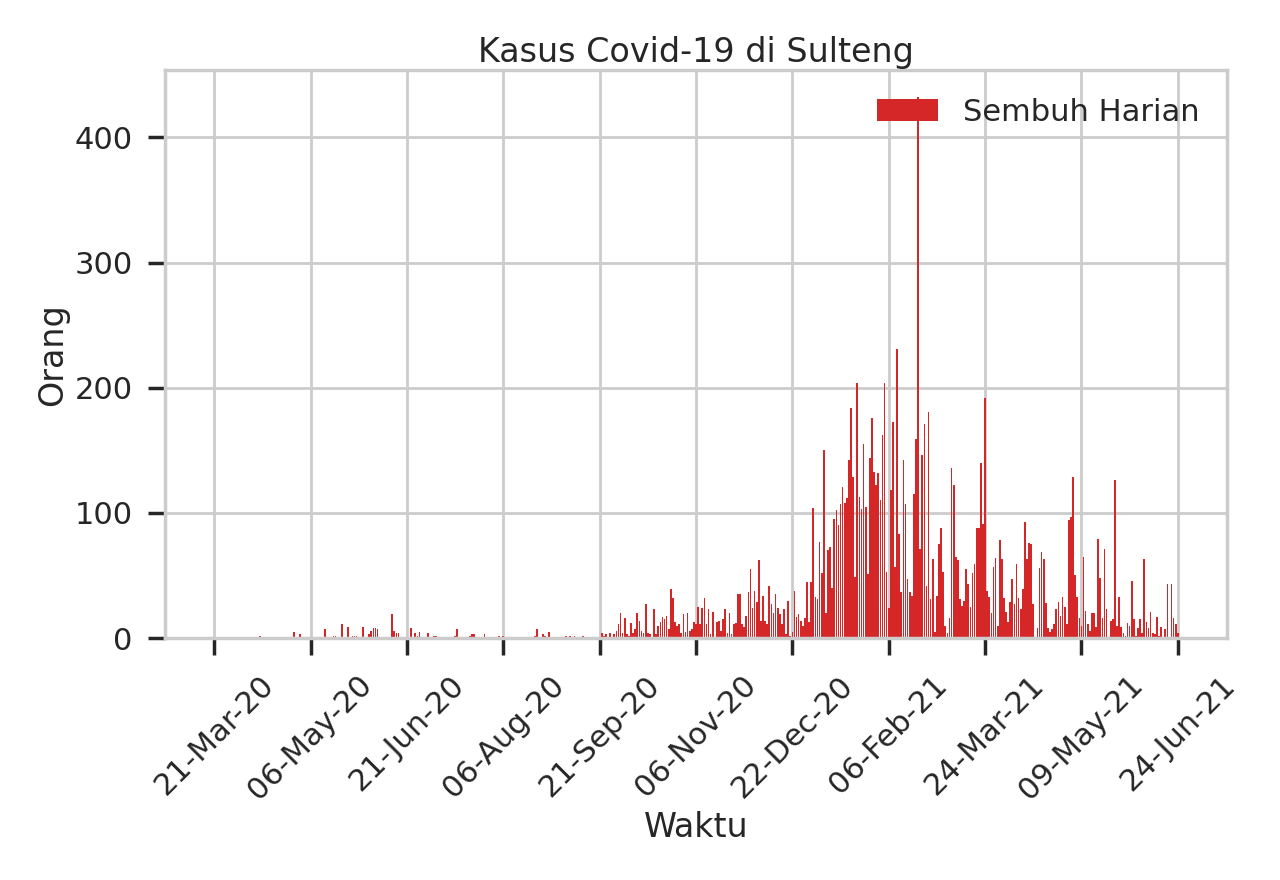 Kasus Covid-19 di Sulteng
Sembuh Harian
Orang
400
300
200
100
0
21-Mar-20
06-May-20
21-Jun-20
06-Aug-20
21-Sep-20
06-Nov-20
22-Dec-20
06-Feb-21
24-Mar-21
09-May-21
24-Jun-21
Waktu